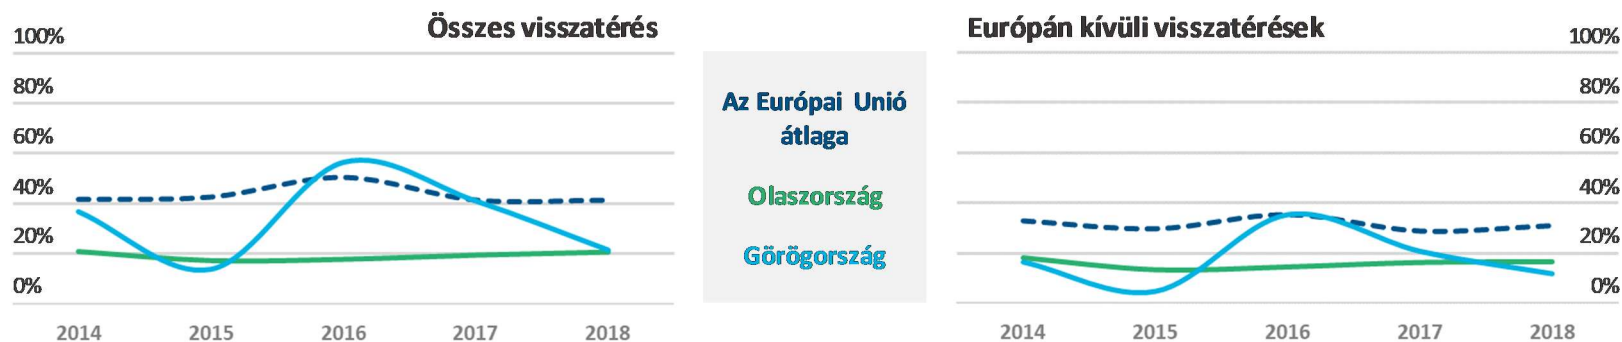 Összes visszatérés
100%
80%
60%
40%
20%
0%
2014 2015 2016 2017 2018
Az Európai Unió
átlaga
Olaszország
Görögország
Európán kívüli visszatérések
100%
80%
60%
40%
20%
0%
2014 2015 2016 2017 2018